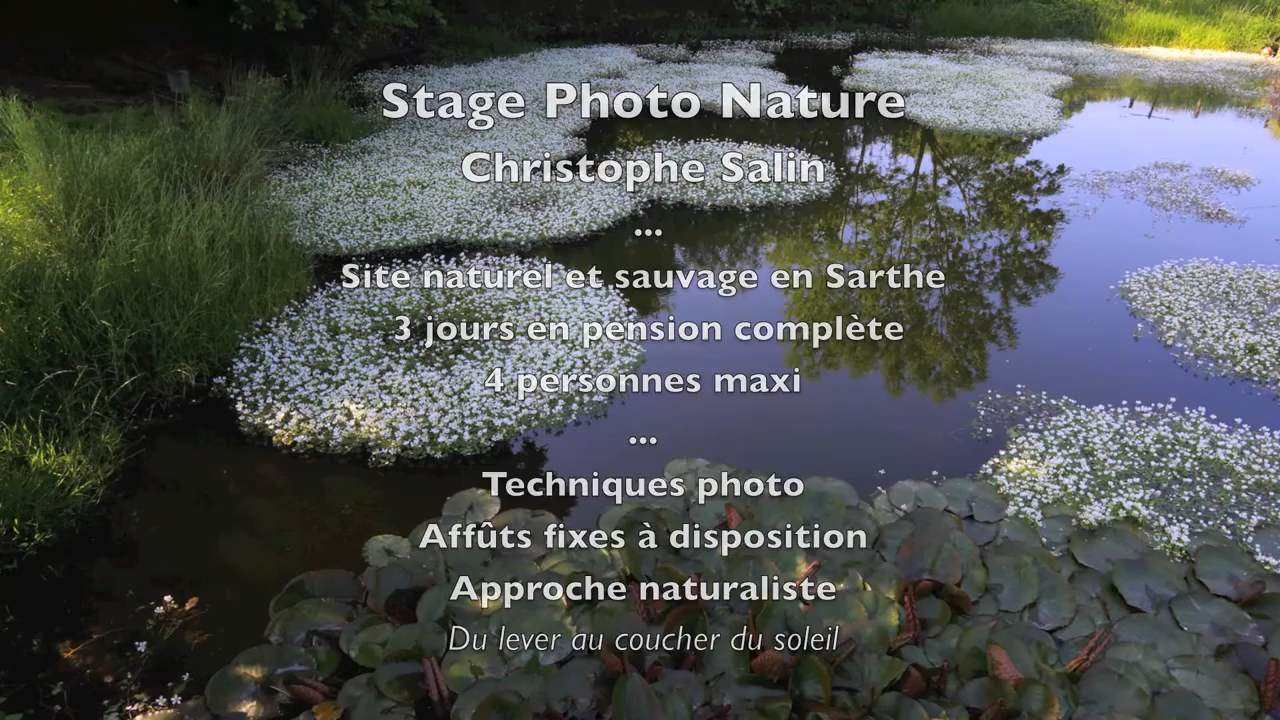 Stage Photo Nature
Christophe Salin
...
Site naturel et sauvage en Sarthe
3 jours en pension complète
4 personnes maxi
...
Techniques photo
Affûts fixes à disposition
Approche naturaliste
Du lever au coucher du soleil